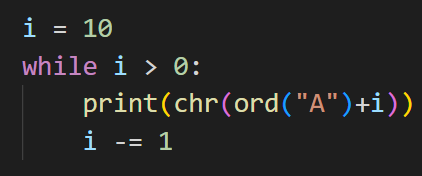 i = 10
while i > 0:
    print(chr(ord("A")+i))
    i -= 1